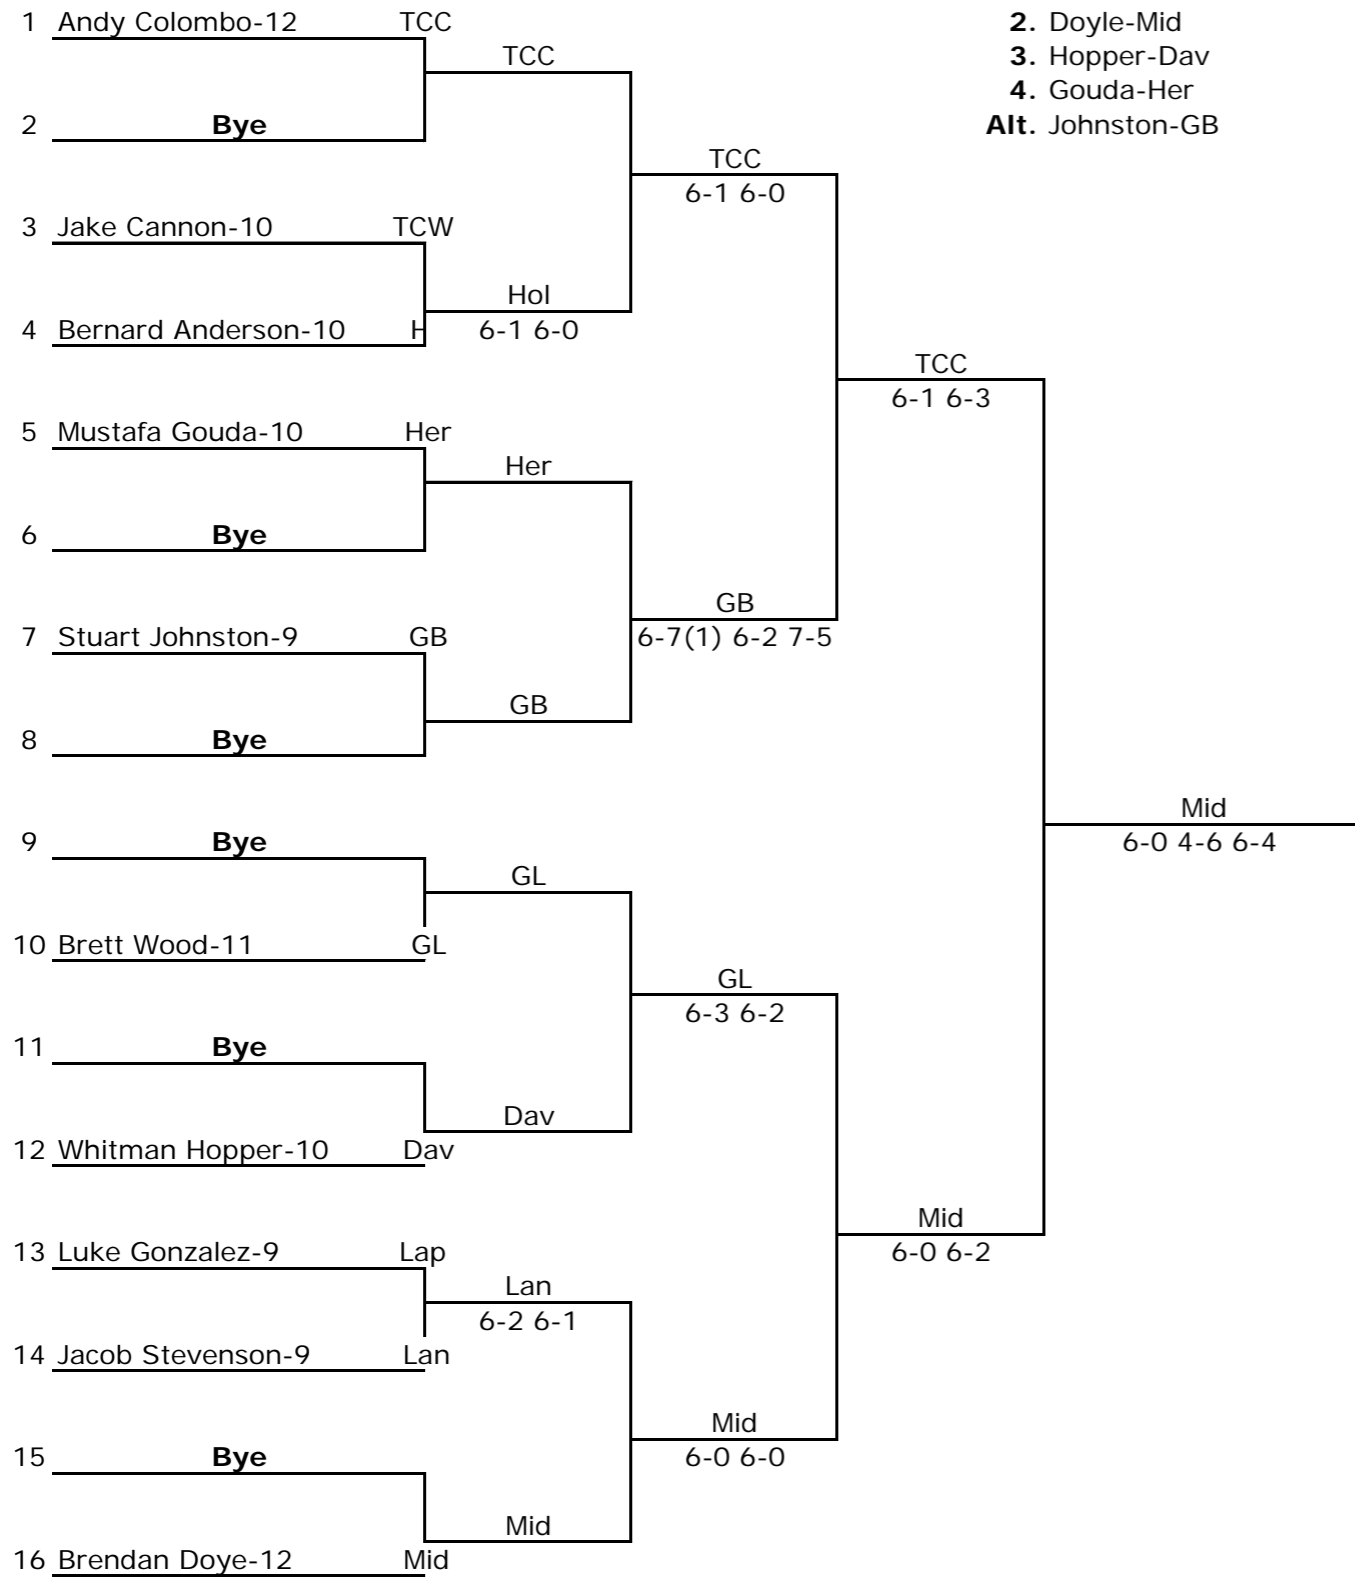 1 Andy Colombo-12 TCC
2. Doyle-Mid
TCC
3. Hopper-Dav
4. Gouda-Her
2 Bye
Alt. Johnston-GB
TCC
6-1 6-0
3 Jake Cannon-10 TCW
Hol
4 Bernard Anderson-10 H
6-1 6-0
TCC
6-1 6-3
5 Mustafa Gouda-10 Her
Her
6 Bye
GB
7 Stuart Johnston-9 GB
6-7(1) 6-2 7-5
GB
8 Bye
Mid
6-0 4-6 6-4
9 Bye
GL
10 Brett Wood-11 GL
GL
6-3 6-2
11 Bye
Dav
12 Whitman Hopper-10 Dav
Mid
6-0 6-2
13 Luke Gonzalez-9 Lap
Lan
6-2 6-1
14 Jacob Stevenson-9 Lan
Mid
6-0 6-0
15 Bye
Mid
16 Brendan Doye-12 Mid